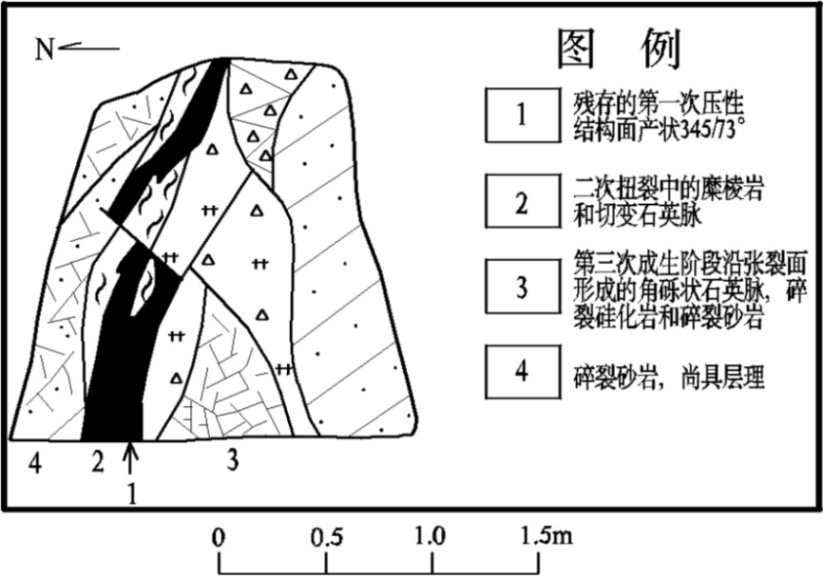 N
图 例
1
残存的第一次压性
结构面产状345/73°
2
二次扭裂中的糜棱岩
和切变石英脉
3
第三次成生阶段沿张裂面
形成的角砾状石英脉，碎
裂硅化岩和碎裂砂岩
4
碎裂砂岩，尚具层理
4 2 3
1
0 0.5 1.0 1.5m